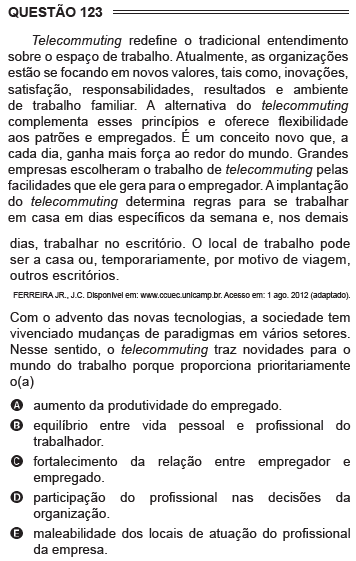 QUESTÃO 123
Telecommuting redefine o tradicional entendimento
sobre o espaço de trabalho. Atualmente, as organizações
estão se focando em novos valores, tais como, inovações,
satisfação, responsabilidades, resultados e ambiente
de trabalho familiar. A alternativa do telecommuting
complementa esses princípios e oferece flexibilidade
aos patrões e empregados. É um conceito novo que, a
cada dia, ganha mais força ao redor do mundo. Grandes
empresas escolheram o trabalho de telecommuting pelas
facilidades que ele gera para o empregador. A implantação
do telecommuting determina regras para se trabalhar
em casa em dias específicos da semana e, nos demais
dias, trabalhar no escritório. O local de trabalho pode
ser a casa ou, temporariamente, por motivo de viagem,
outros escritórios.
FERREIRA JR., J.C. Disponível em: www.ccuec.unicamp.br. Acesso em: 1 ago. 2012 (adaptado).
Com o advento das novas tecnologias, a sociedade tem
vivenciado mudanças de paradigmas em vários setores.
Nesse sentido, o telecommuting traz novidades para o
mundo do trabalho porque proporciona prioritariamente
o(a)
A aumento da produtividade do empregado.
B equilíbrio entre vida pessoal e profissional do
trabalhador.
C fortalecimento da relação entre empregador e
empregado.
D participação do profissional nas decisões da
organização.
E maleabilidade dos locais de atuação do profissional
da empresa.